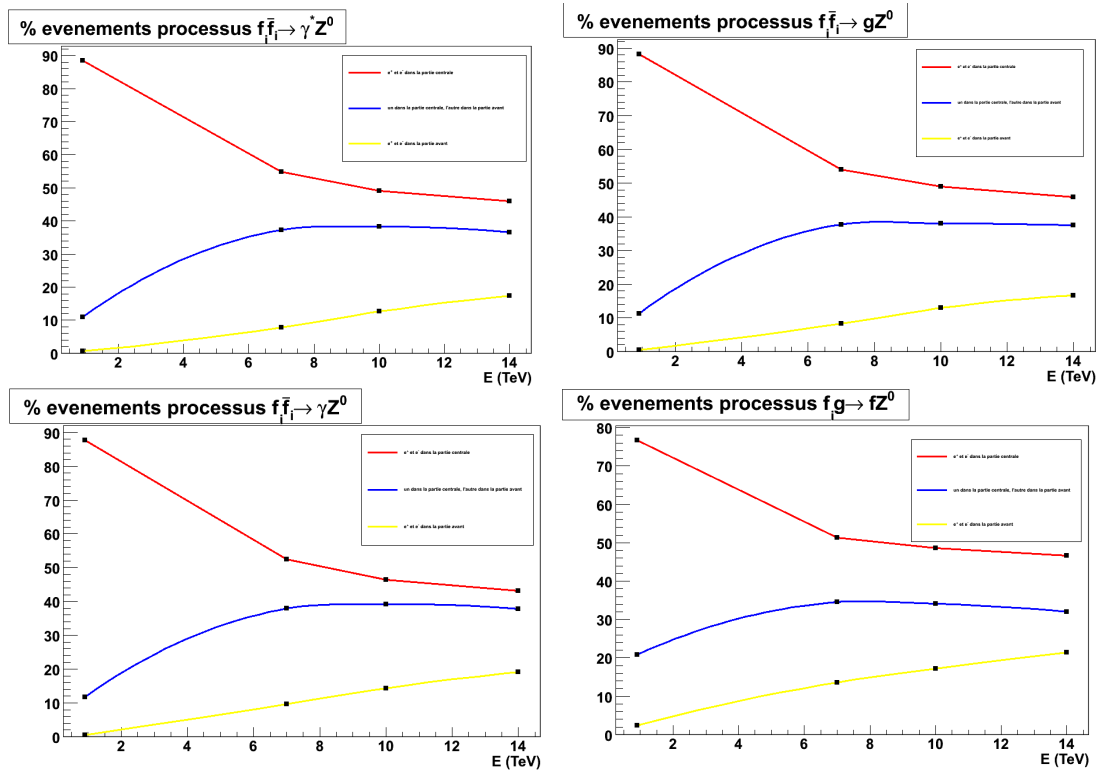 % evenements processus f_i f̄_i → γ* Z⁰
e⁺ et e⁻ dans la partie centrale
un dans la partie centrale, l'autre dans la partie avant
e⁺ et e⁻ dans la partie avant
90
80
70
60
50
40
30
20
10
0
2 4 6 8 10 12 14
E (TeV)
% evenements processus f_i f̄_i → gZ⁰
e⁺ et e⁻ dans la partie centrale
un dans la partie centrale, l'autre dans la partie avant
e⁺ et e⁻ dans la partie avant
90
80
70
60
50
40
30
20
10
0
2 4 6 8 10 12 14
E (TeV)
% evenements processus f_i f̄_i → γZ⁰
e⁺ et e⁻ dans la partie centrale
un dans la partie centrale, l'autre dans la partie avant
e⁺ et e⁻ dans la partie avant
90
80
70
60
50
40
30
20
10
0
2 4 6 8 10 12 14
E (TeV)
% evenements processus f_i g → fZ⁰
e⁺ et e⁻ dans la partie centrale
un dans la partie centrale, l'autre dans la partie avant
e⁺ et e⁻ dans la partie avant
80
70
60
50
40
30
20
10
0
2 4 6 8 10 12 14
E (TeV)